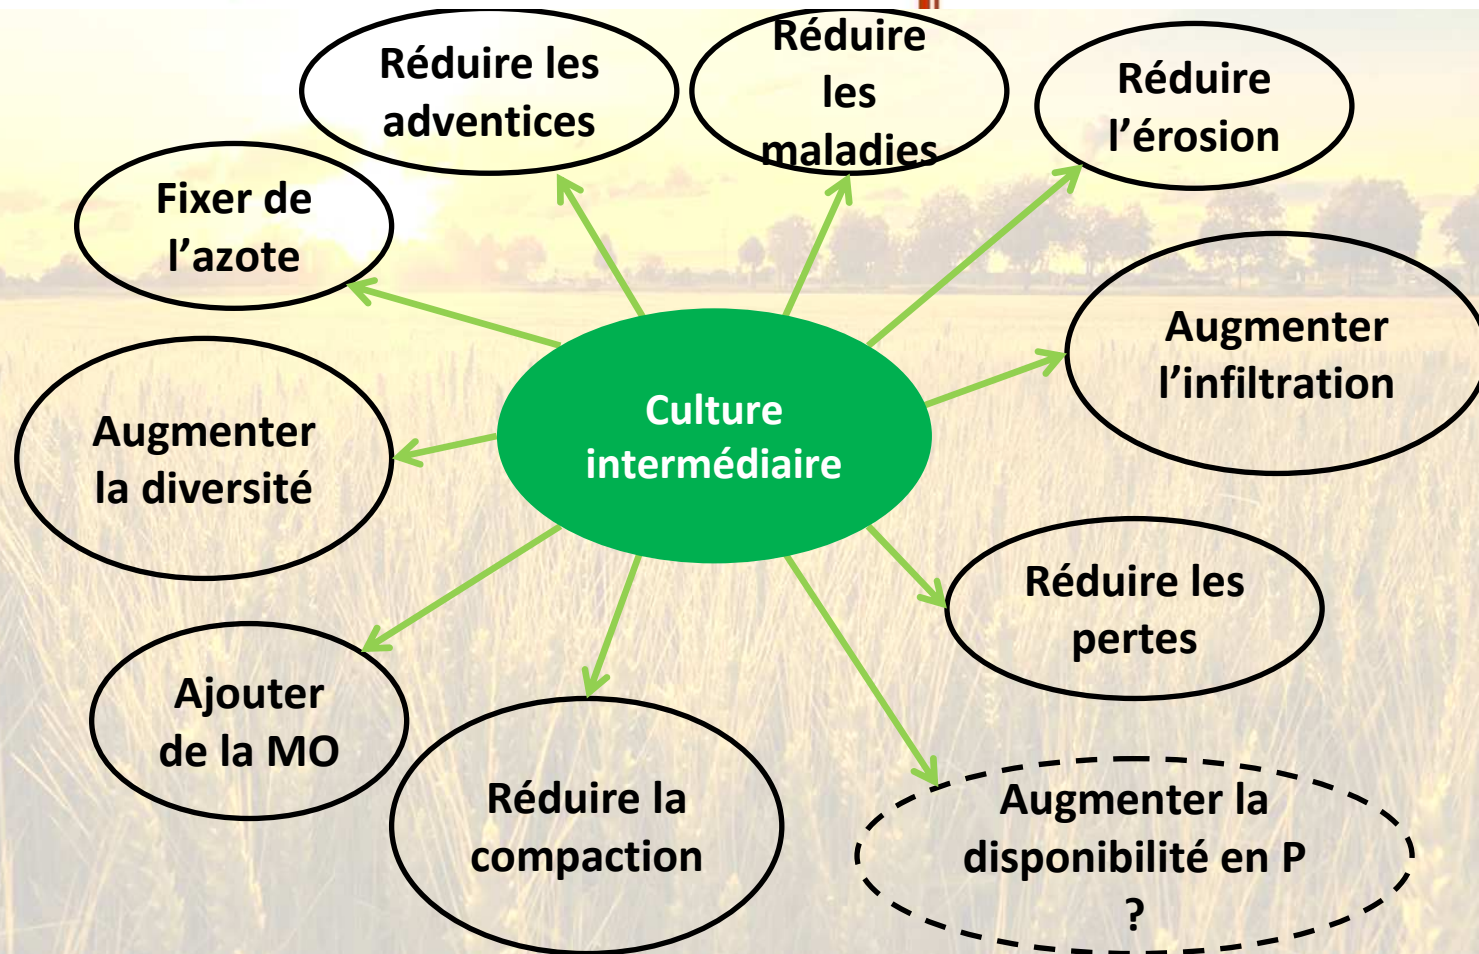 Réduire les
adventices
Réduire
les
maladies
Réduire
l’érosion
Fixer de
l’azote
Augmenter
l’infiltration
Culture
intermédiaire
Augmenter
la diversité
Réduire les
pertes
Ajouter
de la MO
Réduire la
compaction
Augmenter la
disponibilité en P
?